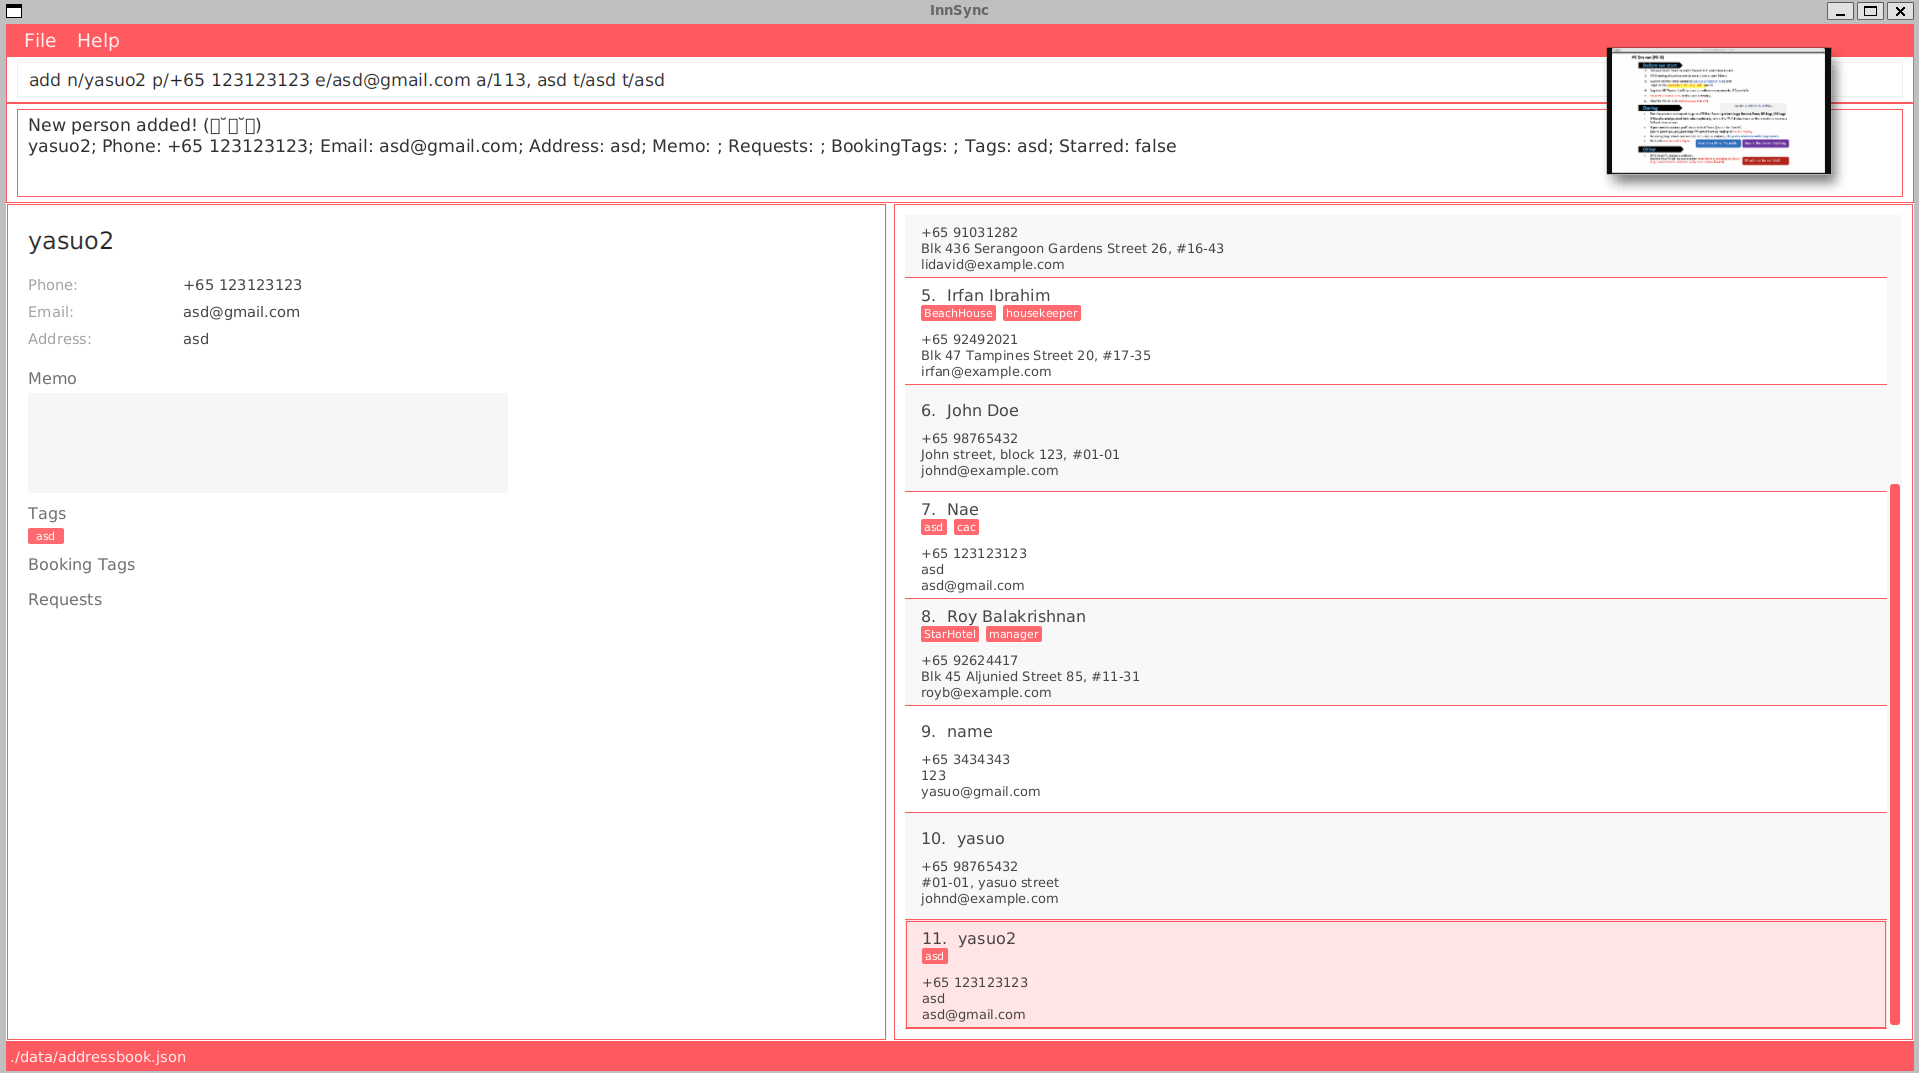 InnSync
File Help
add n/yasuo2 p/+65 123123123 e/asd@gmail.com a/113, asd t/asd t/asd
New person added! (▯˘▯˘▯)
yasuo2; Phone: +65 123123123; Email: asd@gmail.com; Address: asd; Memo: ; Requests: ; BookingTags: ; Tags: asd; Starred: false
yasuo2
Phone: +65 123123123
Email: asd@gmail.com
Address: asd
Memo
Tags
asd
Booking Tags
Requests
+65 91031282
Blk 436 Serangoon Gardens Street 26, #16-43
lidavid@example.com
5. Irfan Ibrahim
BeachHouse housekeeper
+65 92492021
Blk 47 Tampines Street 20, #17-35
irfan@example.com
6. John Doe
+65 98765432
John street, block 123, #01-01
johnd@example.com
7. Nae
asd cac
+65 123123123
asd
asd@gmail.com
8. Roy Balakrishnan
StarHotel manager
+65 92624417
Blk 45 Aljunied Street 85, #11-31
royb@example.com
9. name
+65 3434343
123
yasuo@gmail.com
10. yasuo
+65 98765432
#01-01, yasuo street
johnd@example.com
11. yasuo2
asd
+65 123123123
asd
asd@gmail.com
./data/addressbook.json